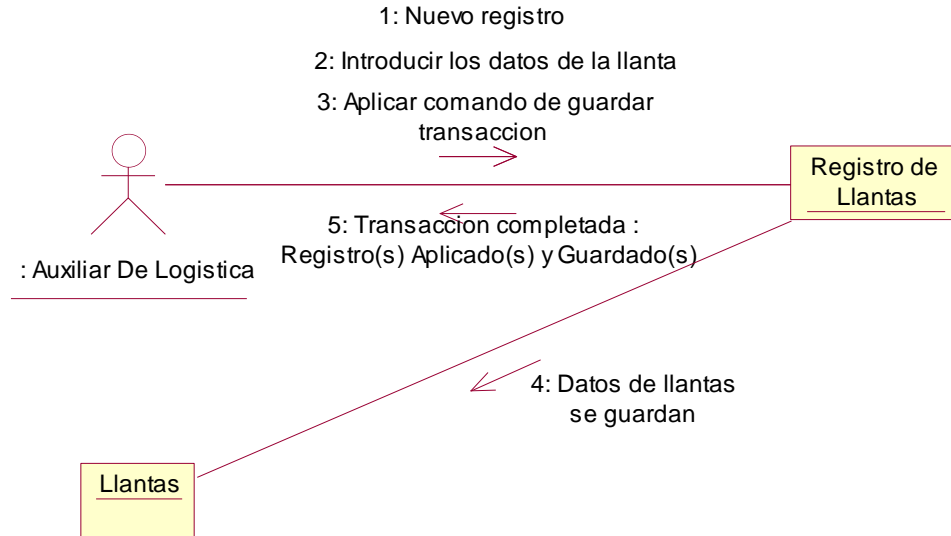 1: Nuevo registro
2: Introducir los datos de la llanta
3: Aplicar comando de guardar
transaccion
Registro de
Llantas
5: Transaccion completada :
Registro(s) Aplicado(s) y Guardado(s)
: Auxiliar De Logistica
4: Datos de llantas
se guardan
Llantas